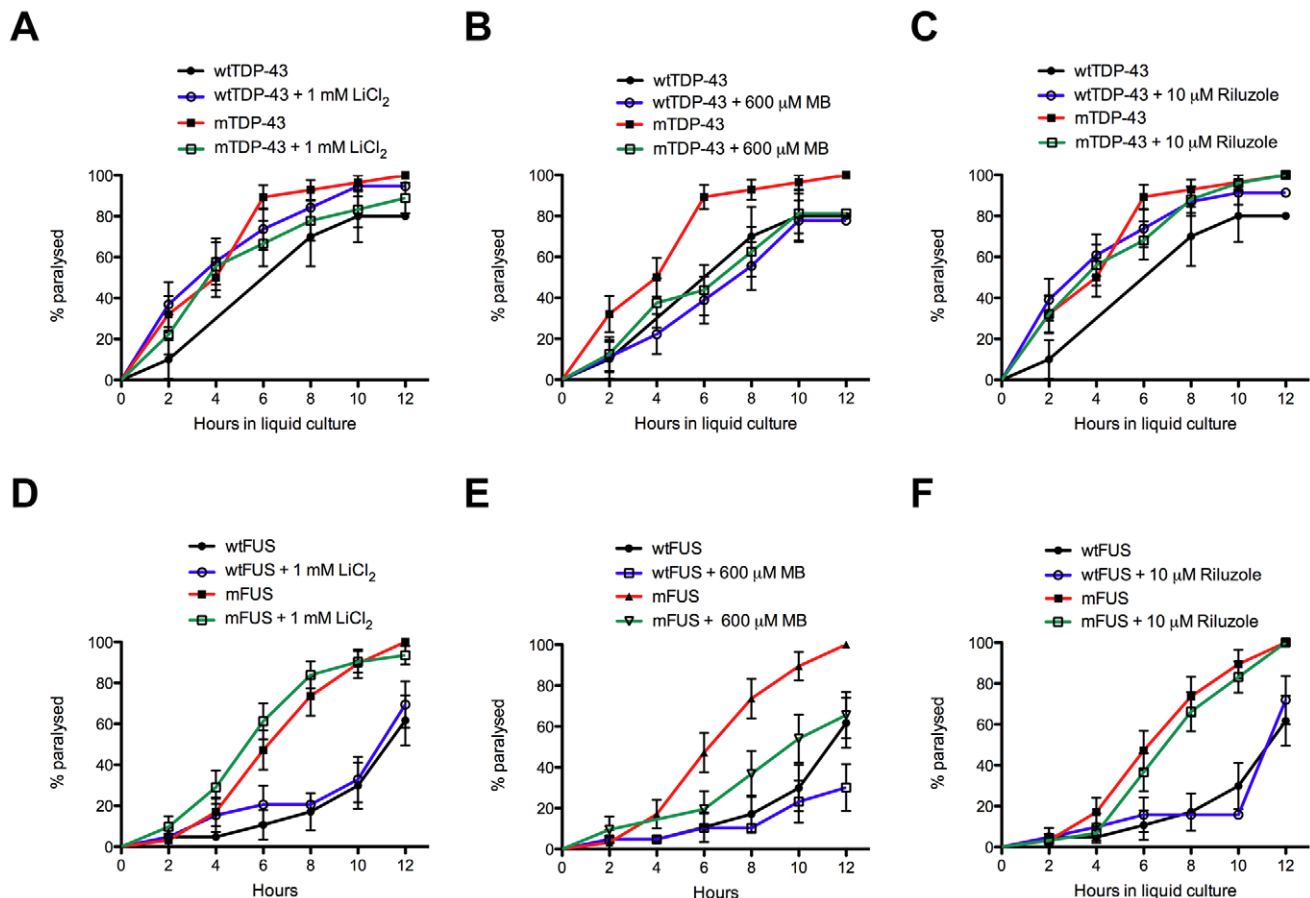 A
wtTDP-43
wtTDP-43 + 1 mM LiCl2
mTDP-43
mTDP-43 + 1 mM LiCl2
100
80
60
40
20
0
% paralysed
0 2 4 6 8 10 12
Hours in liquid culture
B
wtTDP-43
wtTDP-43 + 600 μM MB
mTDP-43
mTDP-43 + 600 μM MB
100
80
60
40
20
0
% paralysed
0 2 4 6 8 10 12
Hours in liquid culture
C
wtTDP-43
wtTDP-43 + 10 μM Riluzole
mTDP-43
mTDP-43 + 10 μM Riluzole
100
80
60
40
20
0
% paralysed
0 2 4 6 8 10 12
Hours in liquid culture
D
wtFUS
wtFUS + 1 mM LiCl2
mFUS
mFUS + 1 mM LiCl2
100
80
60
40
20
0
% paralysed
0 2 4 6 8 10 12
Hours
E
wtFUS
wtFUS + 600 μM MB
mFUS
mFUS + 600 μM MB
100
80
60
40
20
0
% paralysed
0 2 4 6 8 10 12
Hours
F
wtFUS
wtFUS + 10 μM Riluzole
mFUS
mFUS + 10 μM Riluzole
100
80
60
40
20
0
% paralysed
0 2 4 6 8 10 12
Hours in liquid culture